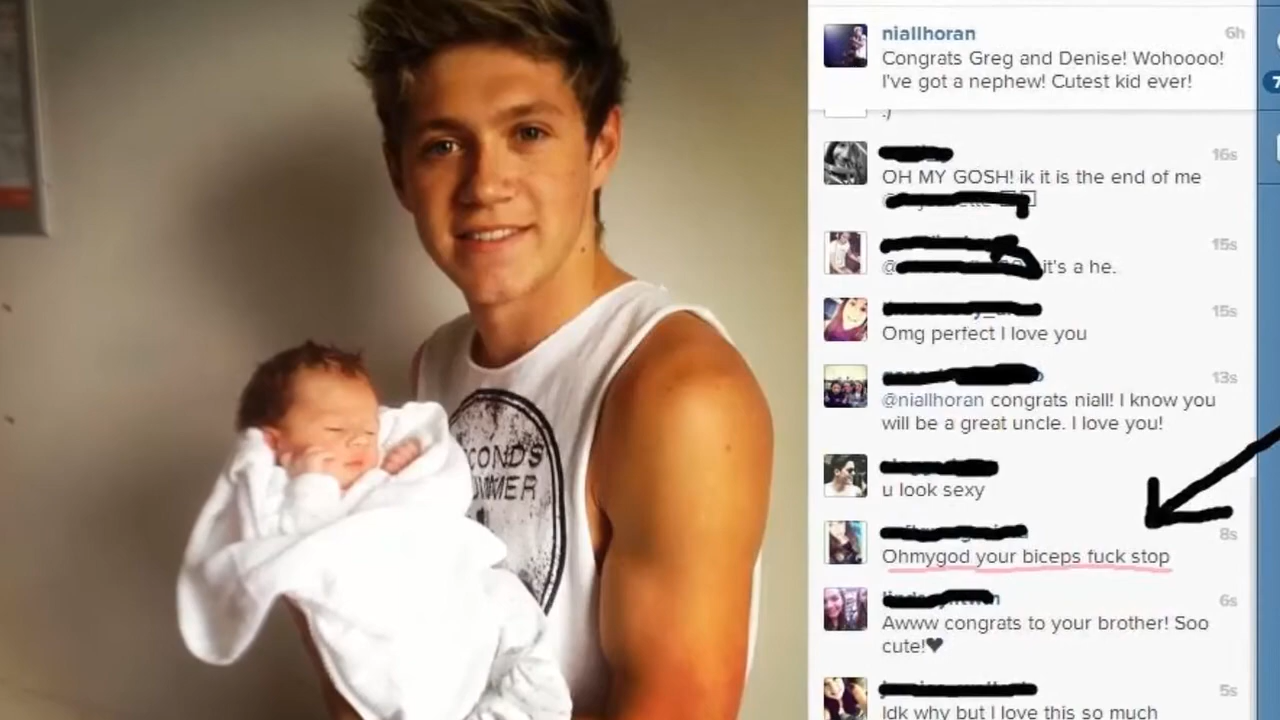 niallhoran 6h
Congrats Greg and Denise! Wohoooo!
I've got a nephew! Cutest kid ever!
:)
16s
OH MY GOSH! ik it is the end of me
@
15s
@ it's a he.
15s
Omg perfect I love you
13s
@niallhoran congrats niall! I know you
will be a great uncle. I love you!
u look sexy
8s
Ohmygod your biceps fuck stop
6s
Awww congrats to your brother! Soo
cute!♥
5s
Idk why but I love this so much
7
CONDS
MMER